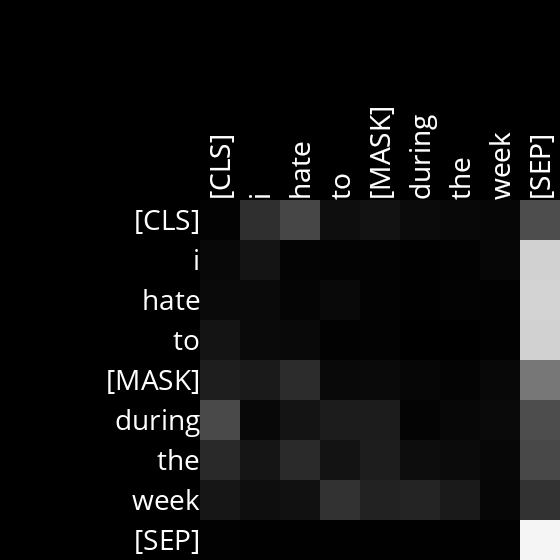 [CLS] i hate to [MASK] during the week [SEP]
[CLS]
i
hate
to
[MASK]
during
the
week
[SEP]